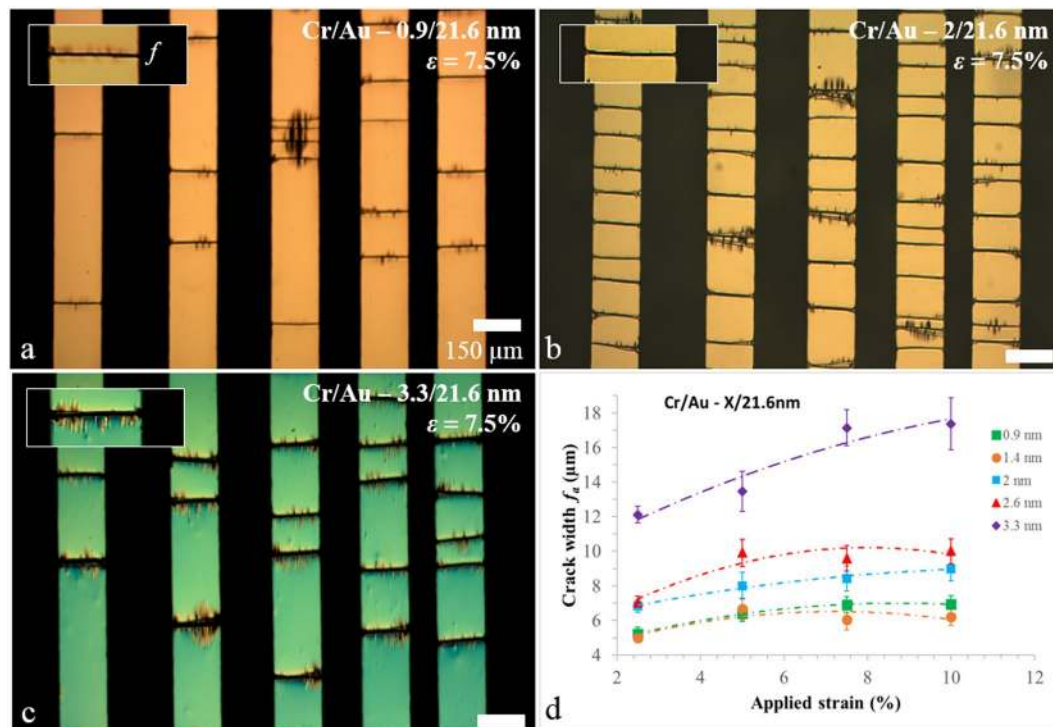 Cr/Au – 0.9/21.6 nm
ε = 7.5%
f
150 μm
a
Cr/Au – 2/21.6 nm
ε = 7.5%
b
Cr/Au – 3.3/21.6 nm
ε = 7.5%
c
Cr/Au - X/21.6nm
Crack width fa (μm)
18
16
14
12
10
8
6
4
2
4
6
8
10
12
Applied strain (%)
0.9 nm
1.4 nm
2 nm
2.6 nm
3.3 nm
d